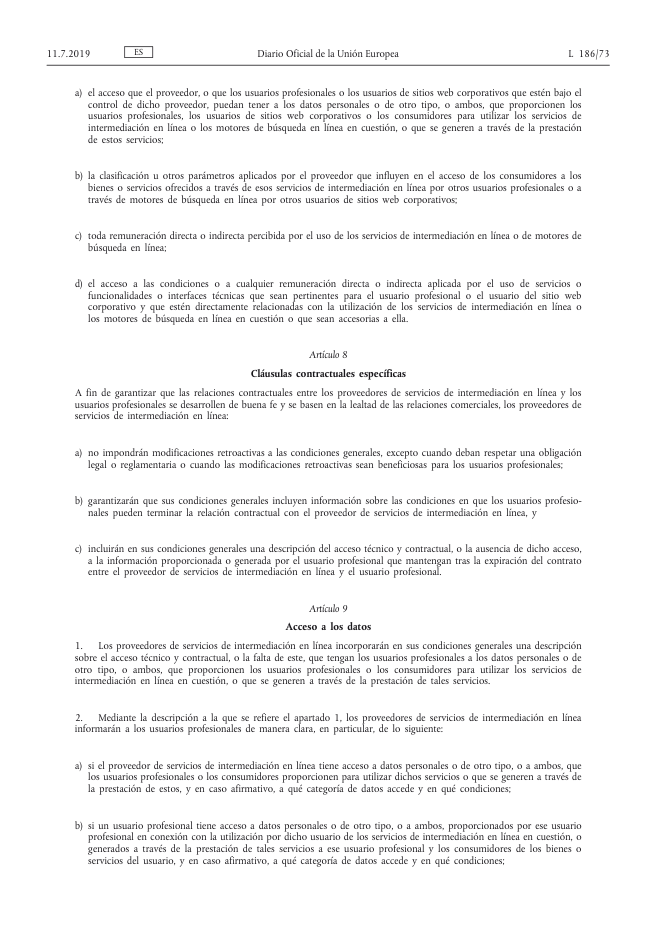 11.7.2019
ES
Diario Oficial de la Unión Europea
L 186/73
a) el acceso que el proveedor, o que los usuarios profesionales o los usuarios de sitios web corporativos que estén bajo el
control de dicho proveedor, puedan tener a los datos personales o de otro tipo, o ambos, que proporcionen los
usuarios profesionales, los usuarios de sitios web corporativos o los consumidores para utilizar los servicios de
intermediación en línea o los motores de búsqueda en línea en cuestión, o que se generen a través de la prestación
de estos servicios;
b) la clasificación u otros parámetros aplicados por el proveedor que influyen en el acceso de los consumidores a los
bienes o servicios ofrecidos a través de esos servicios de intermediación en línea por otros usuarios profesionales o a
través de motores de búsqueda en línea por otros usuarios de sitios web corporativos;
c) toda remuneración directa o indirecta percibida por el uso de los servicios de intermediación en línea o de motores de
búsqueda en línea;
d) el acceso a las condiciones o a cualquier remuneración directa o indirecta aplicada por el uso de servicios o
funcionalidades o interfaces técnicas que sean pertinentes para el usuario profesional o el usuario del sitio web
corporativo y que estén directamente relacionadas con la utilización de los servicios de intermediación en línea o
los motores de búsqueda en línea en cuestión o que sean accesorias a ella.
Artículo 8
Cláusulas contractuales específicas
A fin de garantizar que las relaciones contractuales entre los proveedores de servicios de intermediación en línea y los
usuarios profesionales se desarrollen de buena fe y se basen en la lealtad de las relaciones comerciales, los proveedores de
servicios de intermediación en línea:
a) no impondrán modificaciones retroactivas a las condiciones generales, excepto cuando deban respetar una obligación
legal o reglamentaria o cuando las modificaciones retroactivas sean beneficiosas para los usuarios profesionales;
b) garantizarán que sus condiciones generales incluyen información sobre las condiciones en que los usuarios profesio-
nales pueden terminar la relación contractual con el proveedor de servicios de intermediación en línea, y
c) incluirán en sus condiciones generales una descripción del acceso técnico y contractual, o la ausencia de dicho acceso,
a la información proporcionada o generada por el usuario profesional que mantengan tras la expiración del contrato
entre el proveedor de servicios de intermediación en línea y el usuario profesional.
Artículo 9
Acceso a los datos
1. Los proveedores de servicios de intermediación en línea incorporarán en sus condiciones generales una descripción
sobre el acceso técnico y contractual, o la falta de este, que tengan los usuarios profesionales a los datos personales o de
otro tipo, o ambos, que proporcionen los usuarios profesionales o los consumidores para utilizar los servicios de
intermediación en línea en cuestión, o que se generen a través de la prestación de tales servicios.
2. Mediante la descripción a la que se refiere el apartado 1, los proveedores de servicios de intermediación en línea
informarán a los usuarios profesionales de manera clara, en particular, de lo siguiente:
a) si el proveedor de servicios de intermediación en línea tiene acceso a datos personales o de otro tipo, o a ambos, que
los usuarios profesionales o los consumidores proporcionen para utilizar dichos servicios o que se generen a través de
la prestación de estos, y en caso afirmativo, a qué categoría de datos accede y en qué condiciones;
b) si un usuario profesional tiene acceso a datos personales o de otro tipo, o a ambos, proporcionados por ese usuario
profesional en conexión con la utilización por dicho usuario de los servicios de intermediación en línea en cuestión, o
generados a través de la prestación de tales servicios a ese usuario profesional y los consumidores de los bienes o
servicios del usuario, y en caso afirmativo, a qué categoría de datos accede y en qué condiciones;